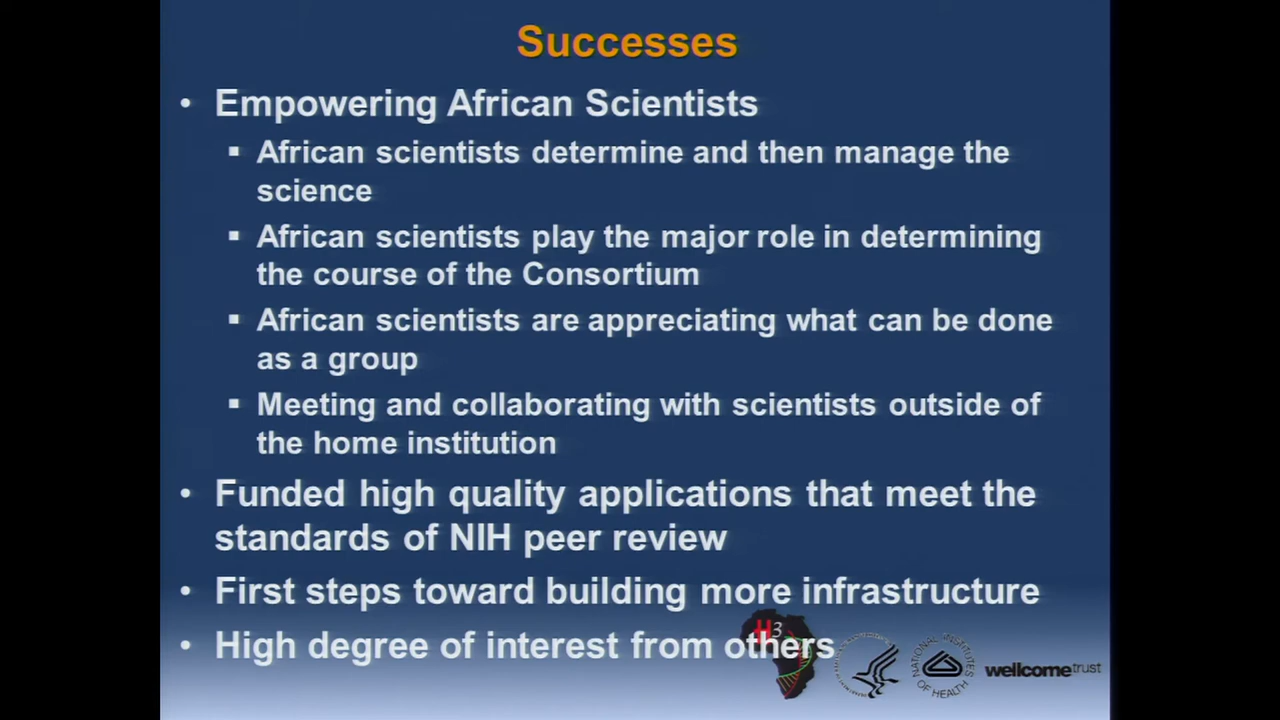 Successes
• Empowering African Scientists
▪ African scientists determine and then manage the
science
▪ African scientists play the major role in determining
the course of the Consortium
▪ African scientists are appreciating what can be done
as a group
▪ Meeting and collaborating with scientists outside of
the home institution
• Funded high quality applications that meet the
standards of NIH peer review
• First steps toward building more infrastructure
• High degree of interest from others
H3
NATIONAL INSTITUTES
OF HEALTH
wellcometrust